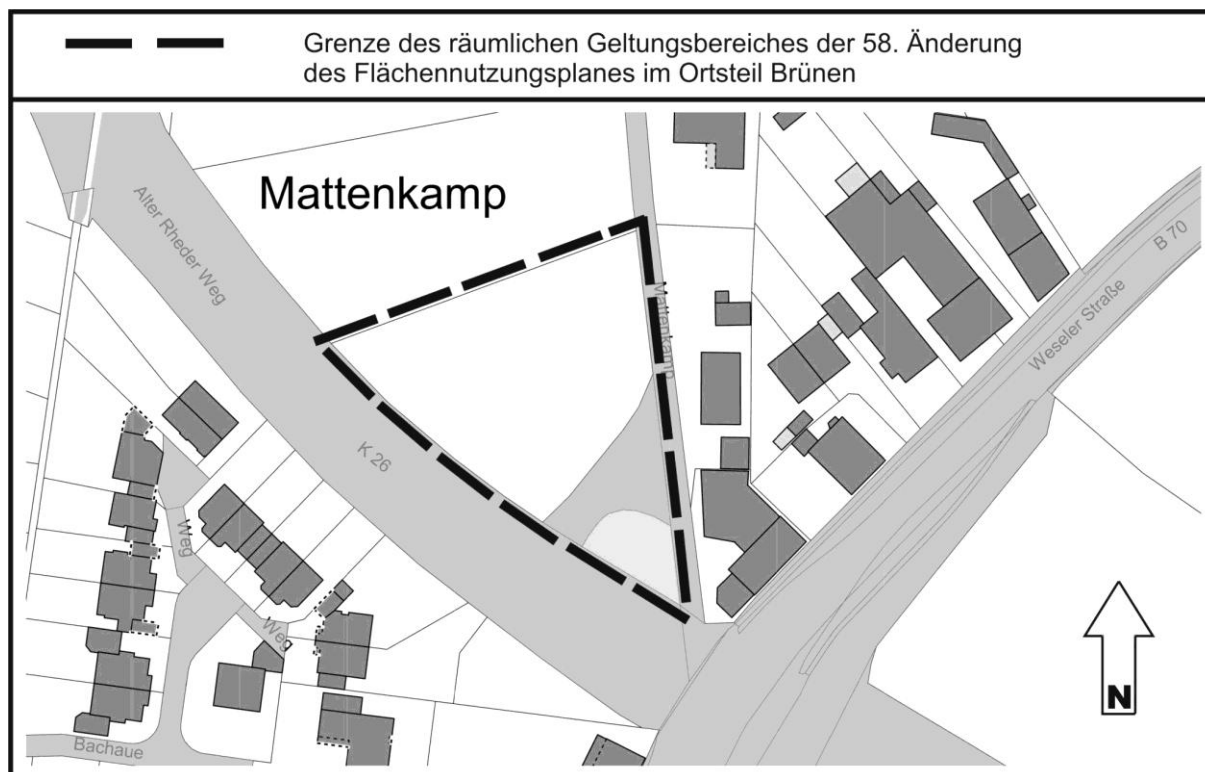 Grenze des räumlichen Geltungsbereiches der 58. Änderung
des Flächennutzungsplanes im Ortsteil Brünen
Mattenkamp
Alter Rheder Weg
Mattenkamp
B 70
Weseler Straße
K 26
Weg
Weg
Bachaue
N